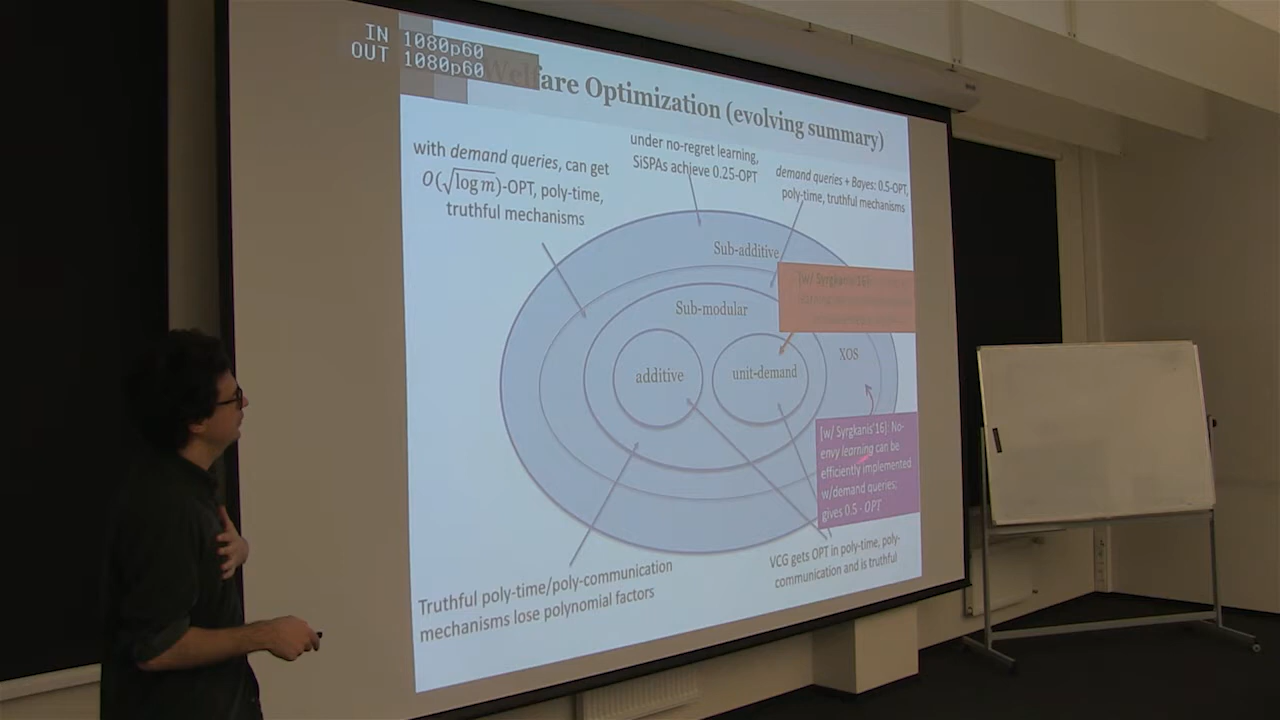 IN 1080p60
OUT 1080p60
Welfare Optimization (evolving summary)
with demand queries, can get
O(√log m)-OPT, poly-time,
truthful mechanisms
under no-regret learning,
SiSPAs achieve 0.25-OPT
demand queries + Bayes: 0.5-OPT,
poly-time, truthful mechanisms
Sub-additive
[w/ Syrgkanis'16]:
Sub-modular
XOS
additive
unit-demand
[w/ Syrgkanis'16]: No-
envy learning can be
efficiently implemented
w/demand queries;
gives 0.5 - OPT
VCG gets OPT in poly-time, poly-
communication and is truthful
Truthful poly-time/poly-communication
mechanisms lose polynomial factors